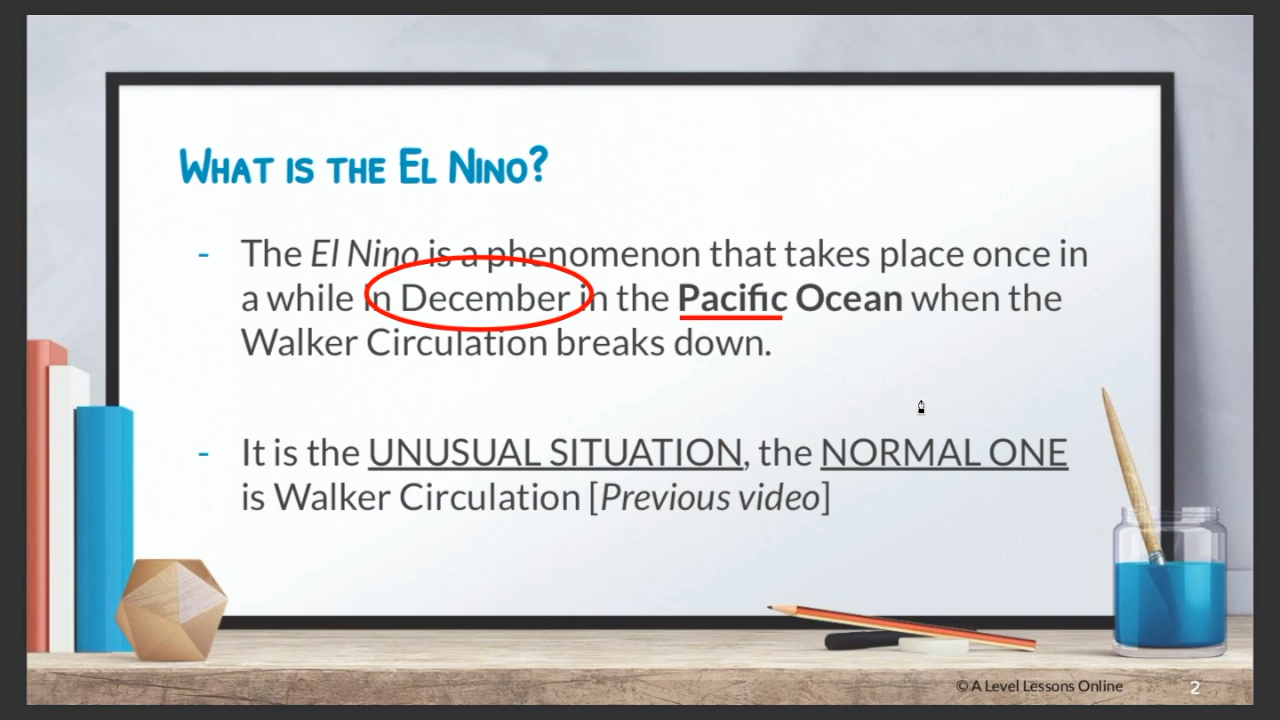 What is the El Nino?
- The El Nino is a phenomenon that takes place once in
a while in December in the Pacific Ocean when the
Walker Circulation breaks down.
- It is the UNUSUAL SITUATION, the NORMAL ONE
is Walker Circulation [Previous video]
© A Level Lessons Online
2